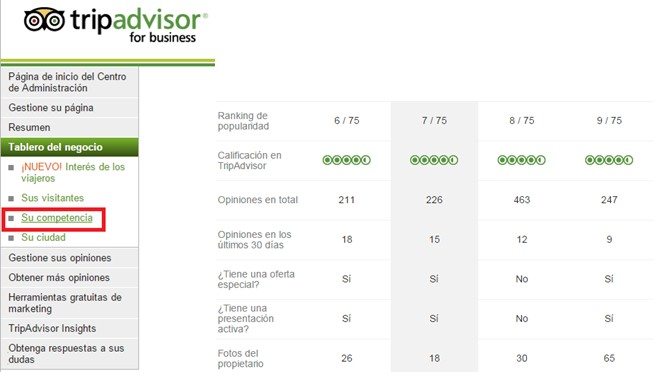 tripadvisor®
for business
Página de inicio del Centro
de Administración
Gestione su página
Resumen
Tablero del negocio
¡NUEVO! Interés de los
viajeros
Sus visitantes
Su competencia
Su ciudad
Gestione sus opiniones
Obtener más opiniones
Herramientas gratuitas de
marketing
TripAdvisor Insights
Obtenga respuestas a sus
dudas
Ranking de
popularidad
6 / 75 7 / 75 8 / 75 9 / 75
Calificación en
TripAdvisor
Opiniones en total 211 226 463 247
Opiniones en los
últimos 30 días
18 15 12 9
¿Tiene una oferta
especial?
Sí Sí No Sí
¿Tiene una
presentación
activa?
Sí Sí No Sí
Fotos del
propietario
26 18 30 65